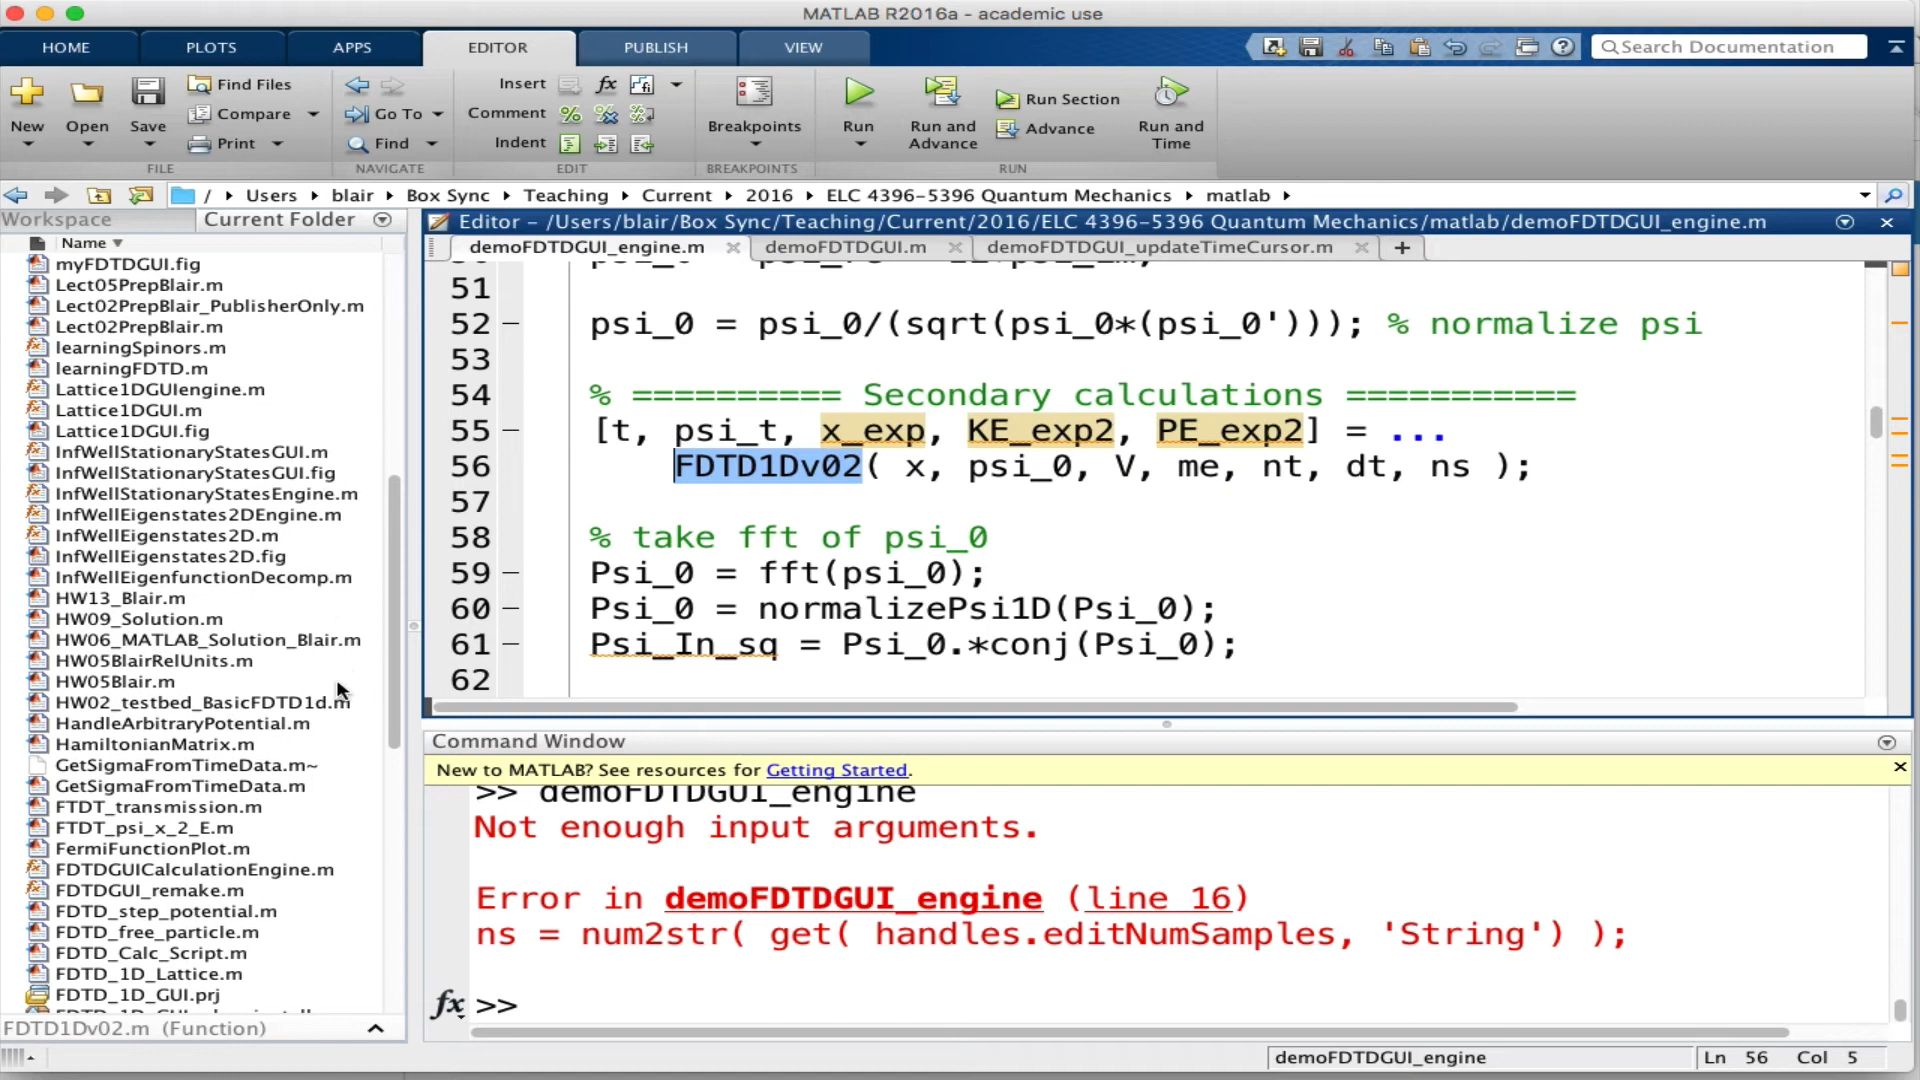 MATLAB R2016a - academic use
HOME PLOTS APPS EDITOR PUBLISH VIEW
Search Documentation
New Open Save
Find Files
Compare
Print
FILE
Go To
Find
NAVIGATE
Insert
Comment
Indent
EDIT
Breakpoints
BREAKPOINTS
Run
Run and Advance
Run Section
Advance
Run and Time
RUN
/ Users blair Box Sync Teaching Current 2016 ELC 4396-5396 Quantum Mechanics matlab
Workspace Current Folder
Name
myFDTDGUI.fig
Lect05PrepBlair.m
Lect02PrepBlair_PublisherOnly.m
Lect02PrepBlair.m
learningSpinors.m
learningFDTD.m
Lattice1DGUIengine.m
Lattice1DGUI.m
Lattice1DGUI.fig
InfWellStationaryStatesGUI.m
InfWellStationaryStatesGUI.fig
InfWellStationaryStatesEngine.m
InfWellEigenstates2DEngine.m
InfWellEigenstates2D.m
InfWellEigenstates2D.fig
InfWellEigenfunctionDecomp.m
HW13_Blair.m
HW09_Solution.m
HW06_MATLAB_Solution_Blair.m
HW05BlairRelUnits.m
HW05Blair.m
HW02_testbed_BasicFDTD1d.m
HandleArbitraryPotential.m
HamiltonianMatrix.m
GetSigmaFromTimeData.m~
GetSigmaFromTimeData.m
FTDT_transmission.m
FTDT_psi_x_2_E.m
FermiFunctionPlot.m
FDTDGUICalculationEngine.m
FDTDGUI_remake.m
FDTD_step_potential.m
FDTD_free_particle.m
FDTD_Calc_Script.m
FDTD_1D_Lattice.m
FDTD_1D_GUI.prj
FDTD1Dv02.m (Function)
Editor - /Users/blair/Box Sync/Teaching/Current/2016/ELC 4396-5396 Quantum Mechanics/matlab/demoFDTDGUI_engine.m
demoFDTDGUI_engine.m demoFDTDGUI.m demoFDTDGUI_updateTimeCursor.m
51
52 psi_0 = psi_0/(sqrt(psi_0*(psi_0'))); % normalize psi
53
54 % ========== Secondary calculations ===========
55 [t, psi_t, x_exp, KE_exp2, PE_exp2] = ...
56 FDTD1Dv02( x, psi_0, V, me, nt, dt, ns );
57
58 % take fft of psi_0
59 Psi_0 = fft(psi_0);
60 Psi_0 = normalizePsi1D(Psi_0);
61 Psi_In_sq = Psi_0.*conj(Psi_0);
62
Command Window
New to MATLAB? See resources for Getting Started.
>> demoFDTDGUI_engine
Not enough input arguments.
Error in demoFDTDGUI_engine (line 16)
ns = num2str( get( handles.editNumSamples, 'String') );
fx >>
demoFDTDGUI_engine Ln 56 Col 5